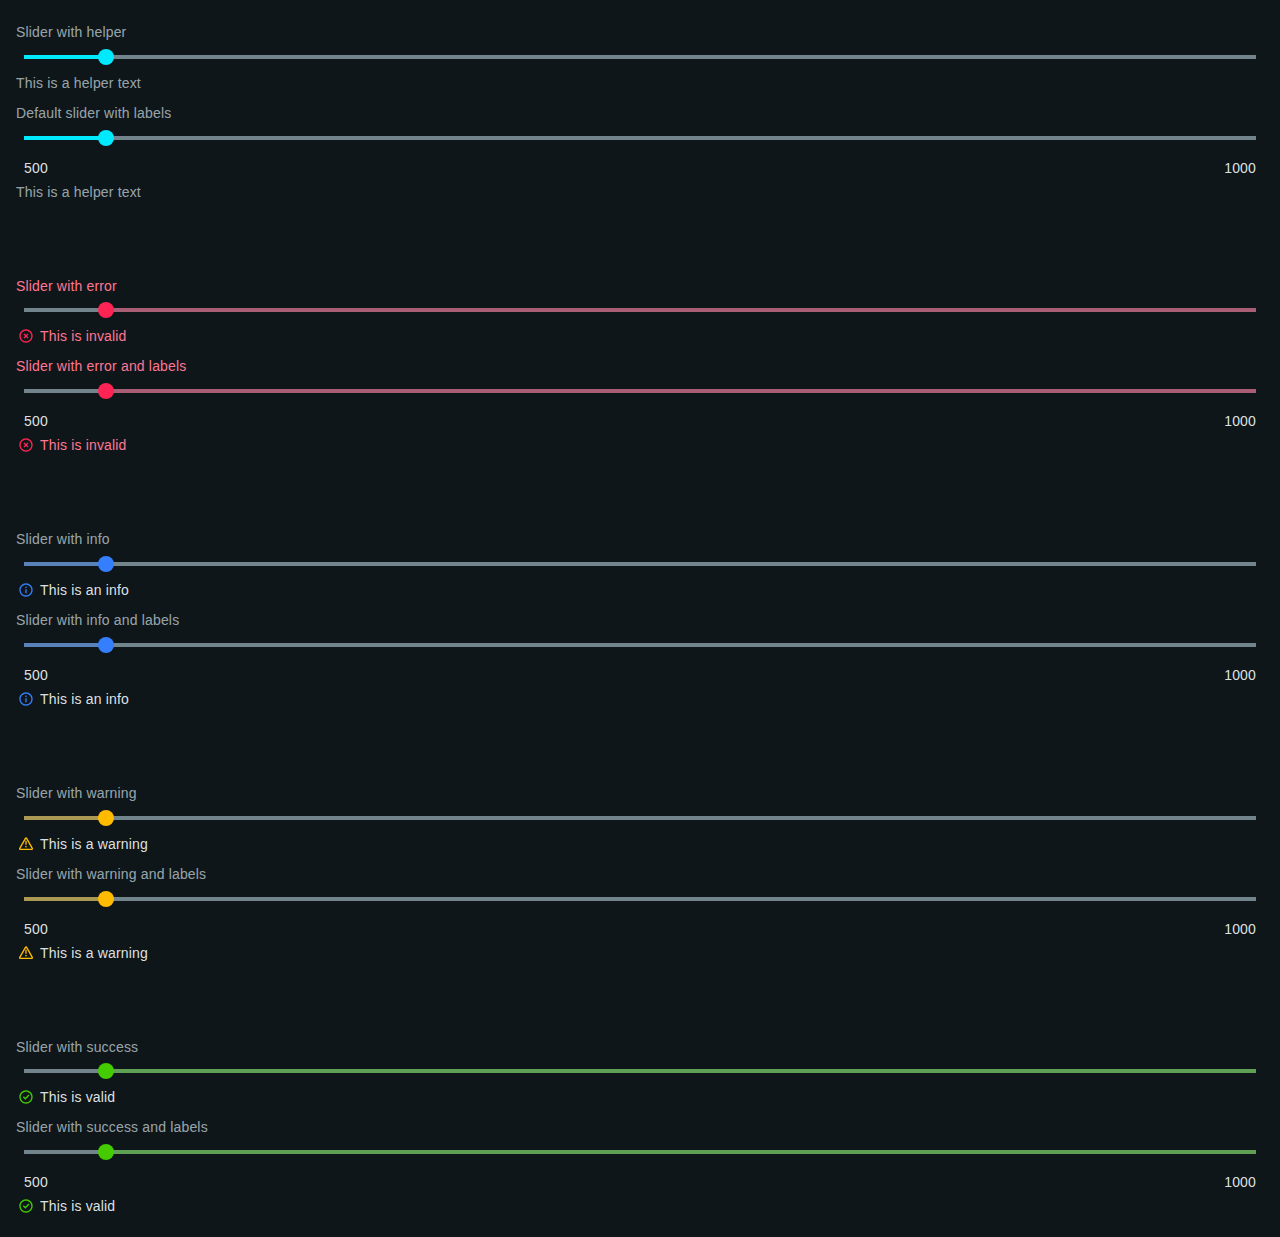 Slider with helper
This is a helper text
Default slider with labels
500 1000
This is a helper text
Slider with error
This is invalid
Slider with error and labels
500 1000
This is invalid
Slider with info
This is an info
Slider with info and labels
500 1000
This is an info
Slider with warning
This is a warning
Slider with warning and labels
500 1000
This is a warning
Slider with success
This is valid
Slider with success and labels
500 1000
This is valid